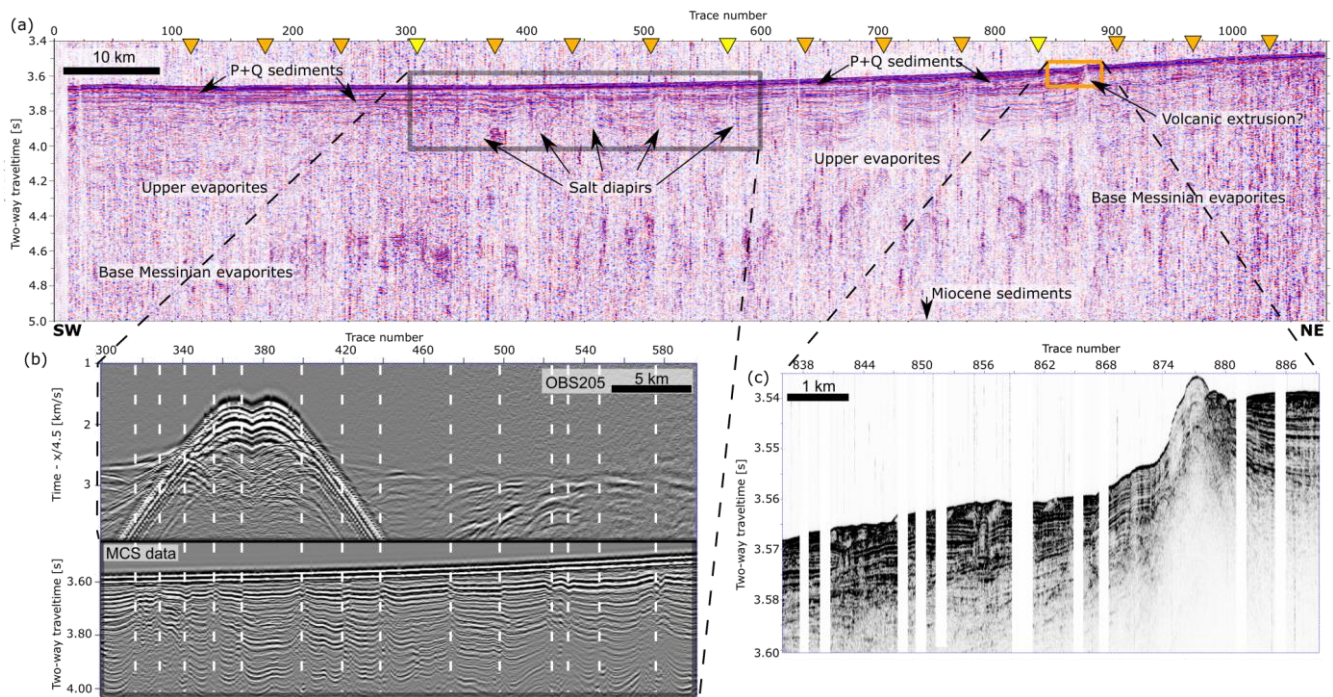 (a)
Trace number
0 100 200 300 400 500 600 700 800 900 1000
3.4
3.6
3.8
4.0
4.2
4.4
4.6
4.8
5.0
Two-way traveltime [s]
10 km
P+Q sediments
P+Q sediments
Volcanic extrusion?
Upper evaporites
Salt diapirs
Upper evaporites
Base Messinian evaporites
Base Messinian evaporites
Miocene sediments
SW
NE
(b)
Trace number
300 340 380 420 460 500 540 580
OBS205
5 km
1
2
3
Time - x/4.5 [km/s]
MCS data
3.60
3.80
4.00
Two-way traveltime [s]
(c)
Trace number
838 844 850 856 862 868 874 880 886
1 km
3.54
3.55
3.56
3.57
3.58
3.60
Two-way traveltime [s]